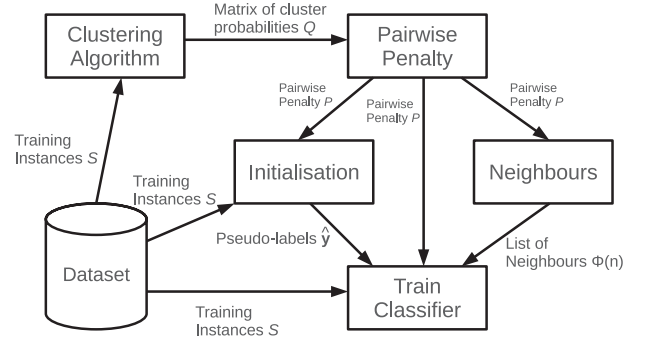 Matrix of cluster
probabilities Q
Clustering
Algorithm
Pairwise
Penalty
Pairwise
Penalty P
Pairwise
Penalty P
Pairwise
Penalty P
Training
Instances S
Training
Instances S
Initialisation
Neighbours
Pseudo-labels ŷ
List of
Neighbours Φ(n)
Dataset
Train
Classifier
Training
Instances S